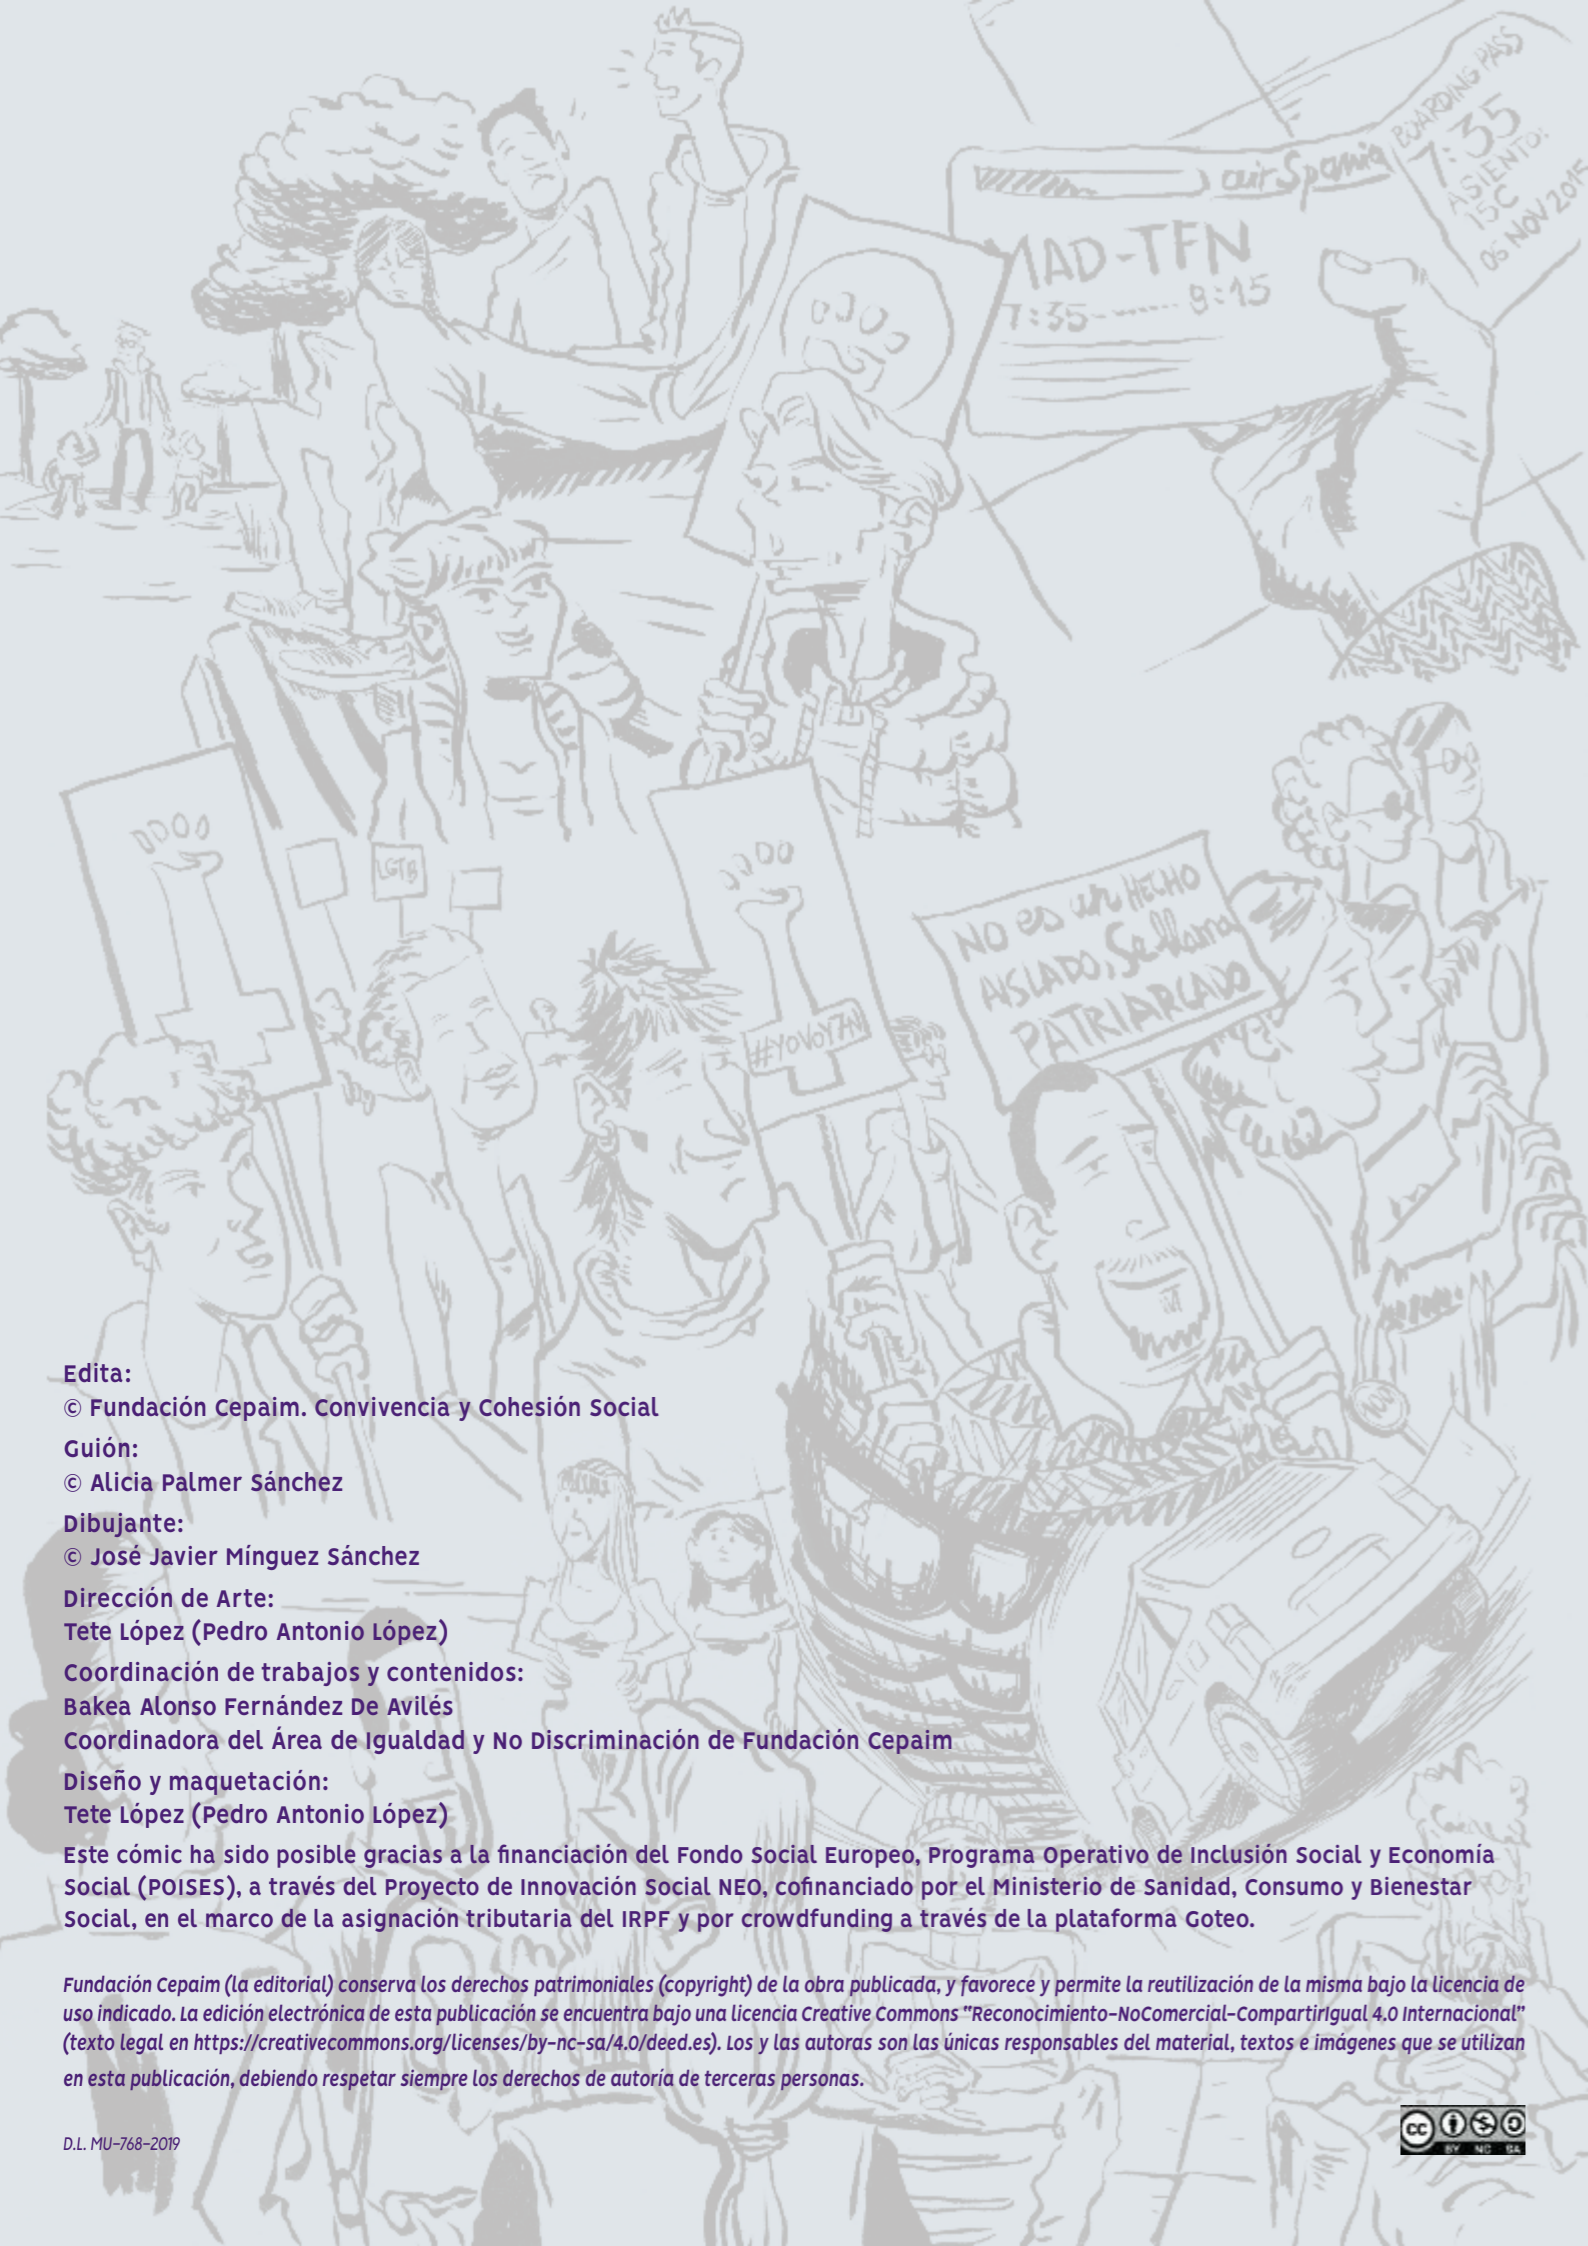 BOARDING PASS
7:35
ASIENTO:
15C
05 NOV 2015
air Spania
MAD-TFN
7:35------8:15
LGTB
#YOVOY7N
NO es un HECHO
AISLADO, Se llama
PATRIARCADO
Edita:
© Fundación Cepaim. Convivencia y Cohesión Social
Guión:
© Alicia Palmer Sánchez
Dibujante:
© José Javier Mínguez Sánchez
Dirección de Arte:
Tete López (Pedro Antonio López)
Coordinación de trabajos y contenidos:
Bakea Alonso Fernández De Avilés
Coordinadora del Área de Igualdad y No Discriminación de Fundación Cepaim
Diseño y maquetación:
Tete López (Pedro Antonio López)
Este cómic ha sido posible gracias a la financiación del Fondo Social Europeo, Programa Operativo de Inclusión Social y Economía
Social (POISES), a través del Proyecto de Innovación Social NEO, cofinanciado por el Ministerio de Sanidad, Consumo y Bienestar
Social, en el marco de la asignación tributaria del IRPF y por crowdfunding a través de la plataforma Goteo.
Fundación Cepaim (la editorial) conserva los derechos patrimoniales (copyright) de la obra publicada, y favorece y permite la reutilización de la misma bajo la licencia de
uso indicado. La edición electrónica de esta publicación se encuentra bajo una licencia Creative Commons “Reconocimiento-NoComercial-CompartirIgual 4.0 Internacional”
(texto legal en https://creativecommons.org/licenses/by-nc-sa/4.0/deed.es). Los y las autoras son las únicas responsables del material, textos e imágenes que se utilizan
en esta publicación, debiendo respetar siempre los derechos de autoría de terceras personas.
D.L. MU-768-2019
cc
BY NC SA